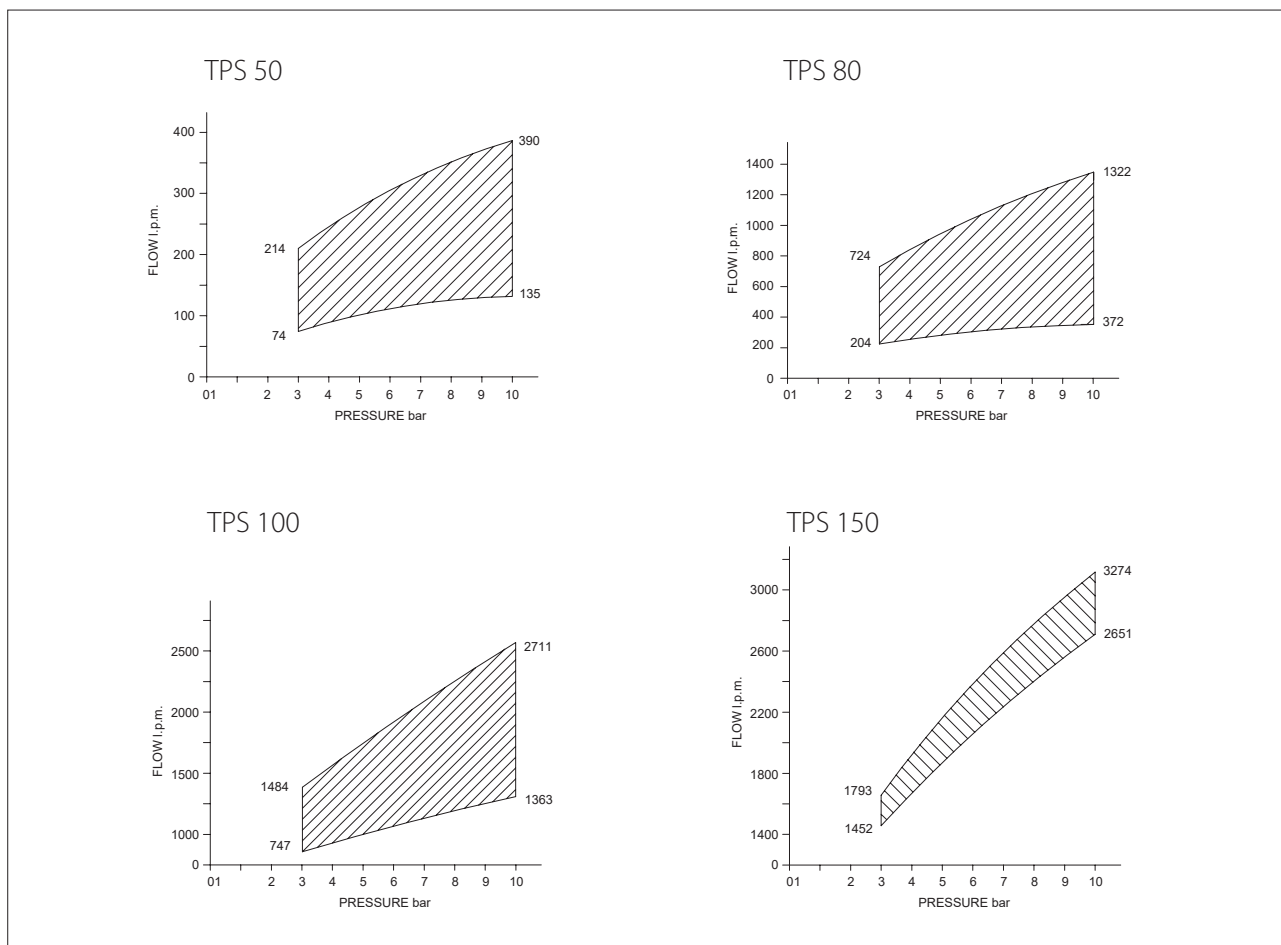 TPS 50
400
300
200
100
0
FLOW l.p.m.
214
74
390
135
01 2 3 4 5 6 7 8 9 10
PRESSURE bar
TPS 80
1400
1200
1000
800
600
400
200
0
FLOW l.p.m.
724
204
1322
372
01 2 3 4 5 6 7 8 9 10
PRESSURE bar
TPS 100
2500
2000
1500
1000
0
FLOW l.p.m.
1484
747
2711
1363
01 2 3 4 5 6 7 8 9 10
PRESSURE bar
TPS 150
3000
2600
2200
1800
1400
0
FLOW l.p.m.
1793
1452
3274
2651
01 2 3 4 5 6 7 8 9 10
PRESSURE bar